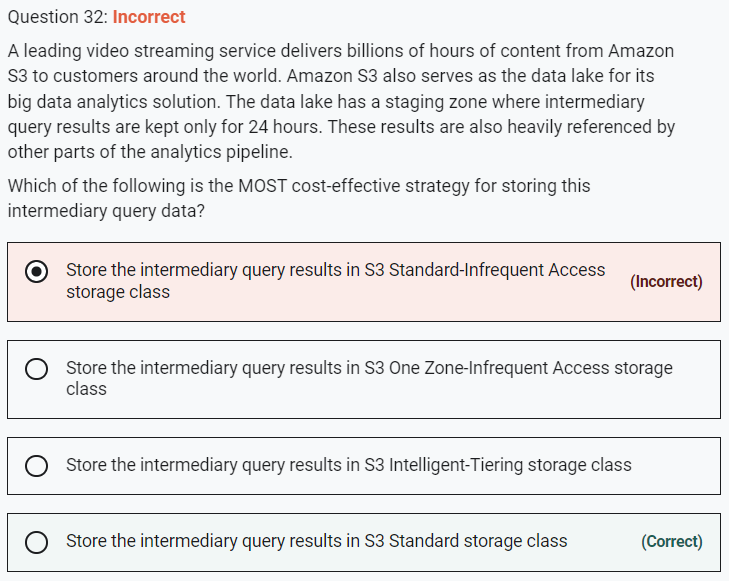 Question 32: Incorrect
A leading video streaming service delivers billions of hours of content from Amazon
S3 to customers around the world. Amazon S3 also serves as the data lake for its
big data analytics solution. The data lake has a staging zone where intermediary
query results are kept only for 24 hours. These results are also heavily referenced by
other parts of the analytics pipeline.
Which of the following is the MOST cost-effective strategy for storing this
intermediary query data?
Store the intermediary query results in S3 Standard-Infrequent Access
storage class
(Incorrect)
Store the intermediary query results in S3 One Zone-Infrequent Access storage
class
Store the intermediary query results in S3 Intelligent-Tiering storage class
Store the intermediary query results in S3 Standard storage class
(Correct)